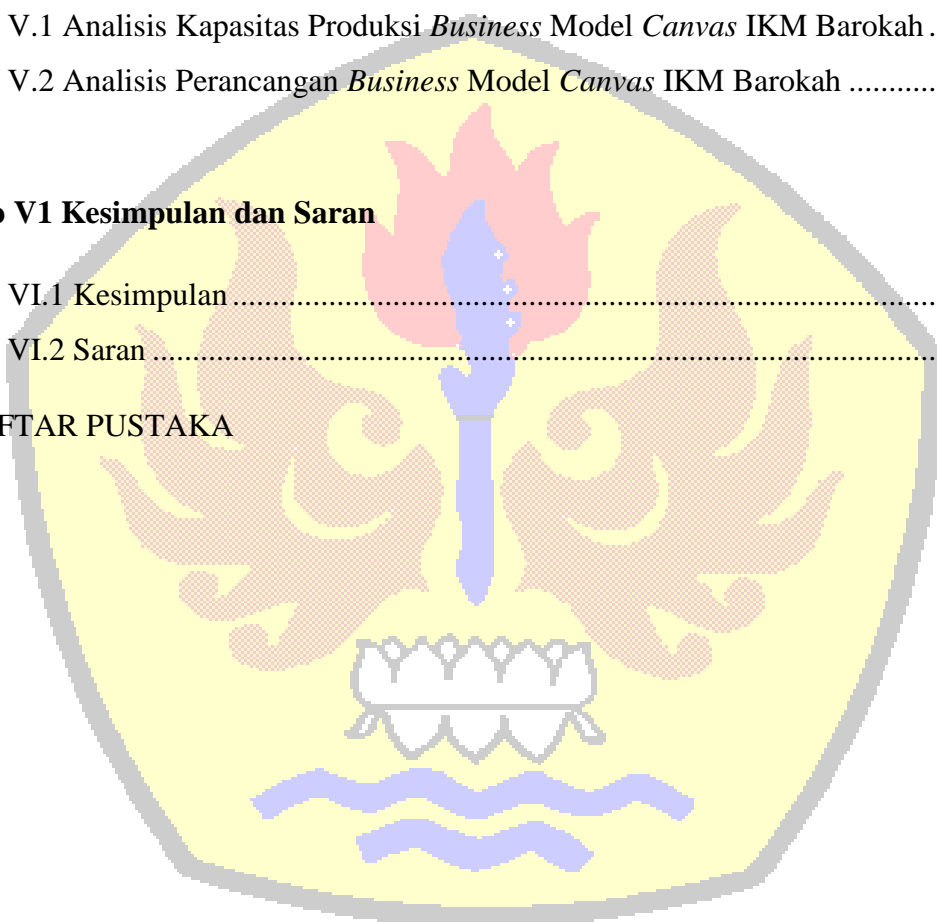 V.1 Analisis Kapasitas Produksi Business Model Canvas IKM Barokah .
V.2 Analisis Perancangan Business Model Canvas IKM Barokah ...........
V1 Kesimpulan dan Saran
VI.1 Kesimpulan ................................................................................
VI.2 Saran .........................................................................................
FTAR PUSTAKA